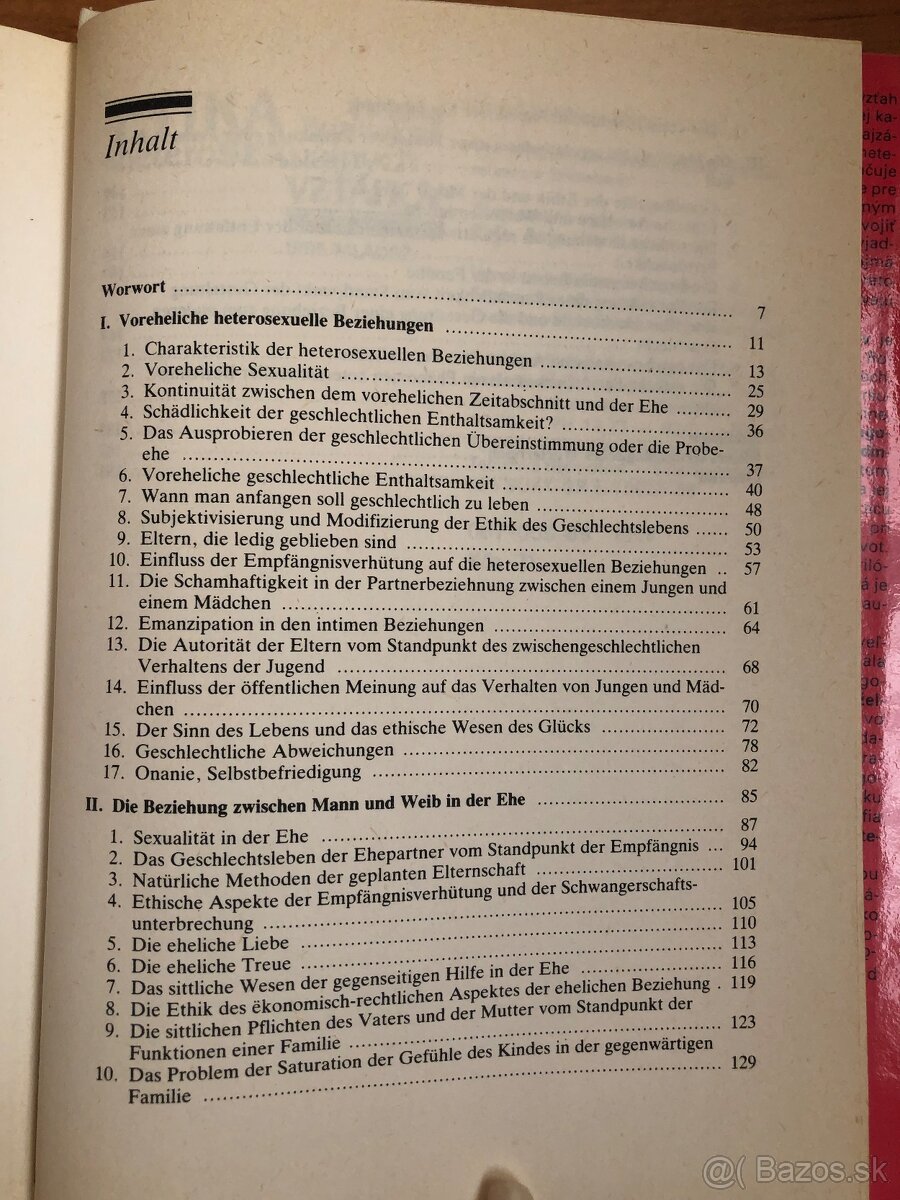 Inhalt
Worwort ........ 7
I. Voreheliche heterosexuelle Beziehungen ........ 11
1. Charakteristik der heterosexuellen Beziehungen ........ 13
2. Voreheliche Sexualität ........ 25
3. Kontinuität zwischen dem vorehelichen Zeitabschnitt und der Ehe ........ 29
4. Schädlichkeit der geschlechtlichen Enthaltsamkeit? ........ 36
5. Das Ausprobieren der geschlechtlichen Übereinstimmung oder die Probe-
ehe ........ 37
6. Voreheliche geschlechtliche Enthaltsamkeit ........ 40
7. Wann man anfangen soll geschlechtlich zu leben ........ 48
8. Subjektivisierung und Modifizierung der Ethik des Geschlechtslebens ...... 50
9. Eltern, die ledig geblieben sind ........ 53
10. Einfluss der Empfängnisverhütung auf die heterosexuellen Beziehungen .. 57
11. Die Schamhaftigkeit in der Partnerbeziehnung zwischen einem Jungen und
einem Mädchen ........ 61
12. Emanzipation in den intimen Beziehungen ........ 64
13. Die Autorität der Eltern vom Standpunkt des zwischengeschlechtlichen
Verhaltens der Jugend ........ 68
14. Einfluss der öffentlichen Meinung auf das Verhalten von Jungen und Mäd-
chen ........ 70
15. Der Sinn des Lebens und das ethische Wesen des Glücks ........ 72
16. Geschlechtliche Abweichungen ........ 78
17. Onanie, Selbstbefriedigung ........ 82
II. Die Beziehung zwischen Mann und Weib in der Ehe ........ 85
1. Sexualität in der Ehe ........ 87
2. Das Geschlechtsleben der Ehepartner vom Standpunkt der Empfängnis ... 94
3. Natürliche Methoden der geplanten Elternschaft ........ 101
4. Ethische Aspekte der Empfängnisverhütung und der Schwangerschafts-
unterbrechung ........ 105
5. Die eheliche Liebe ........ 110
6. Die eheliche Treue ........ 113
7. Das sittliche Wesen der gegenseitigen Hilfe in der Ehe ........ 116
8. Die Ethik des ëkonomisch-rechtlichen Aspektes der ehelichen Beziehung . 119
9. Die sittlichen Pflichten des Vaters und der Mutter vom Standpunkt der
Funktionen einer Familie ........ 123
10. Das Problem der Saturation der Gefühle des Kindes in der gegenwärtigen
Familie ........ 129
@( Bazos.sk